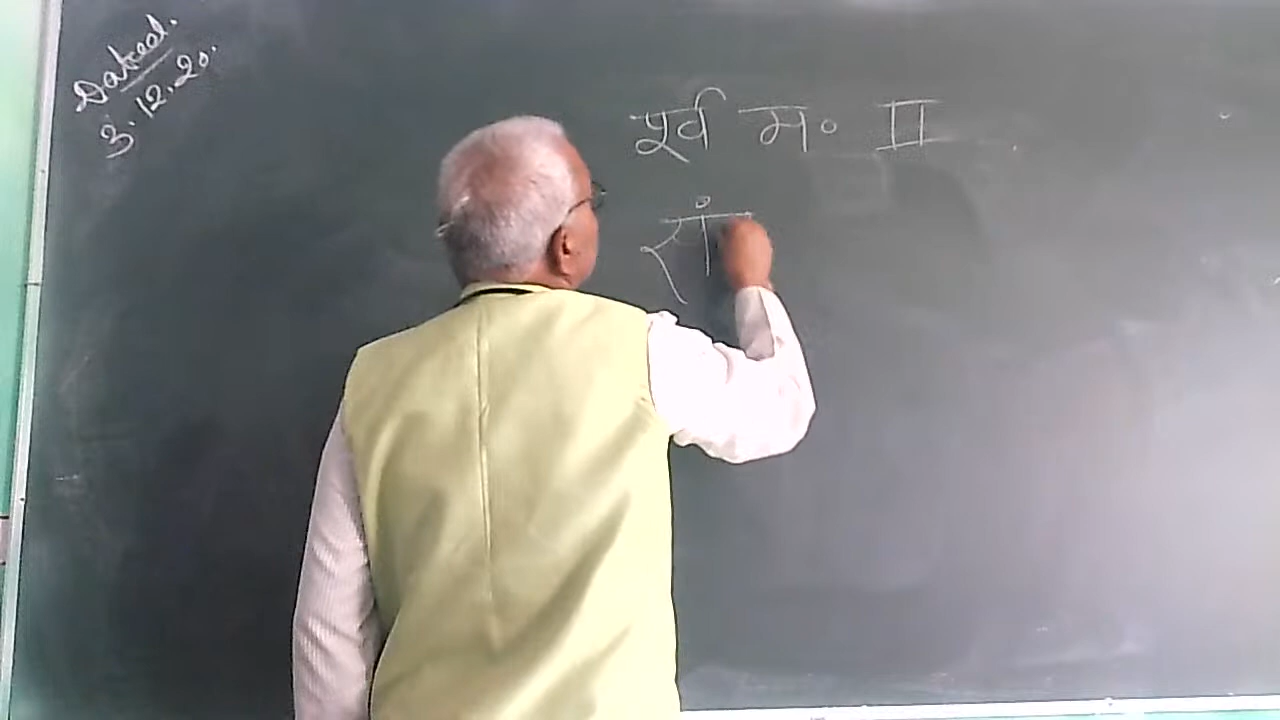 Dated.
3.12.20.
पूर्व म० II
सं